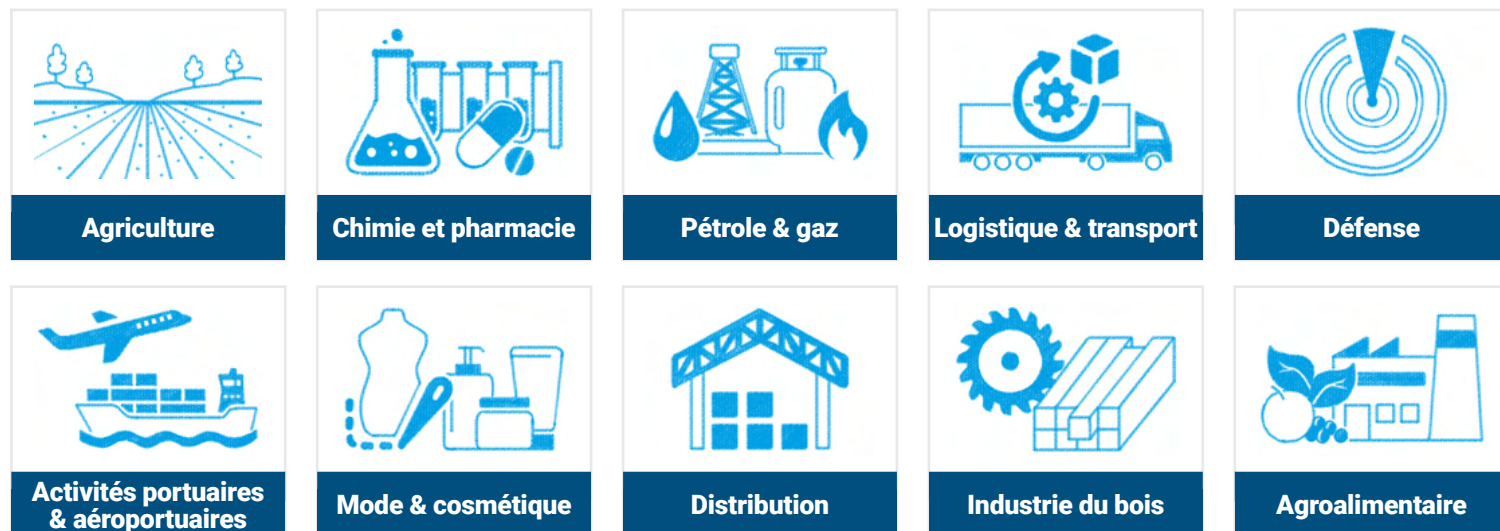 Agriculture
Chimie et pharmacie
Pétrole & gaz
Logistique & transport
Défense
Activités portuaires
& aéroportuaires
Mode & cosmétique
Distribution
Industrie du bois
Agroalimentaire